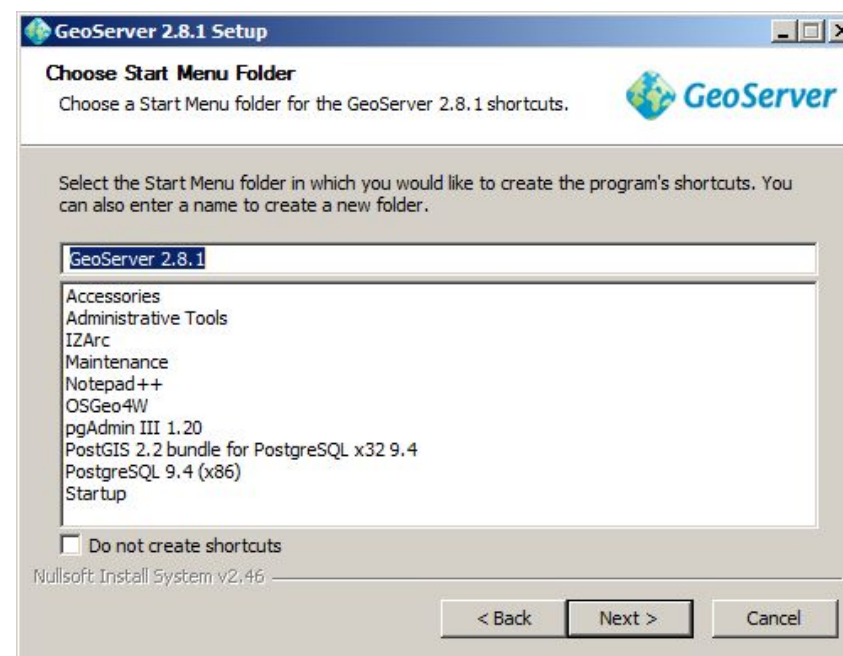 GeoServer 2.8.1 Setup
Choose Start Menu Folder
Choose a Start Menu folder for the GeoServer 2.8.1 shortcuts.
GeoServer
Select the Start Menu folder in which you would like to create the program's shortcuts. You
can also enter a name to create a new folder.
GeoServer 2.8.1
Accessories
Administrative Tools
IZArc
Maintenance
Notepad++
OSGeo4W
pgAdmin III 1.20
PostGIS 2.2 bundle for PostgreSQL x32 9.4
PostgreSQL 9.4 (x86)
Startup
Do not create shortcuts
Nullsoft Install System v2.46
< Back
Next >
Cancel